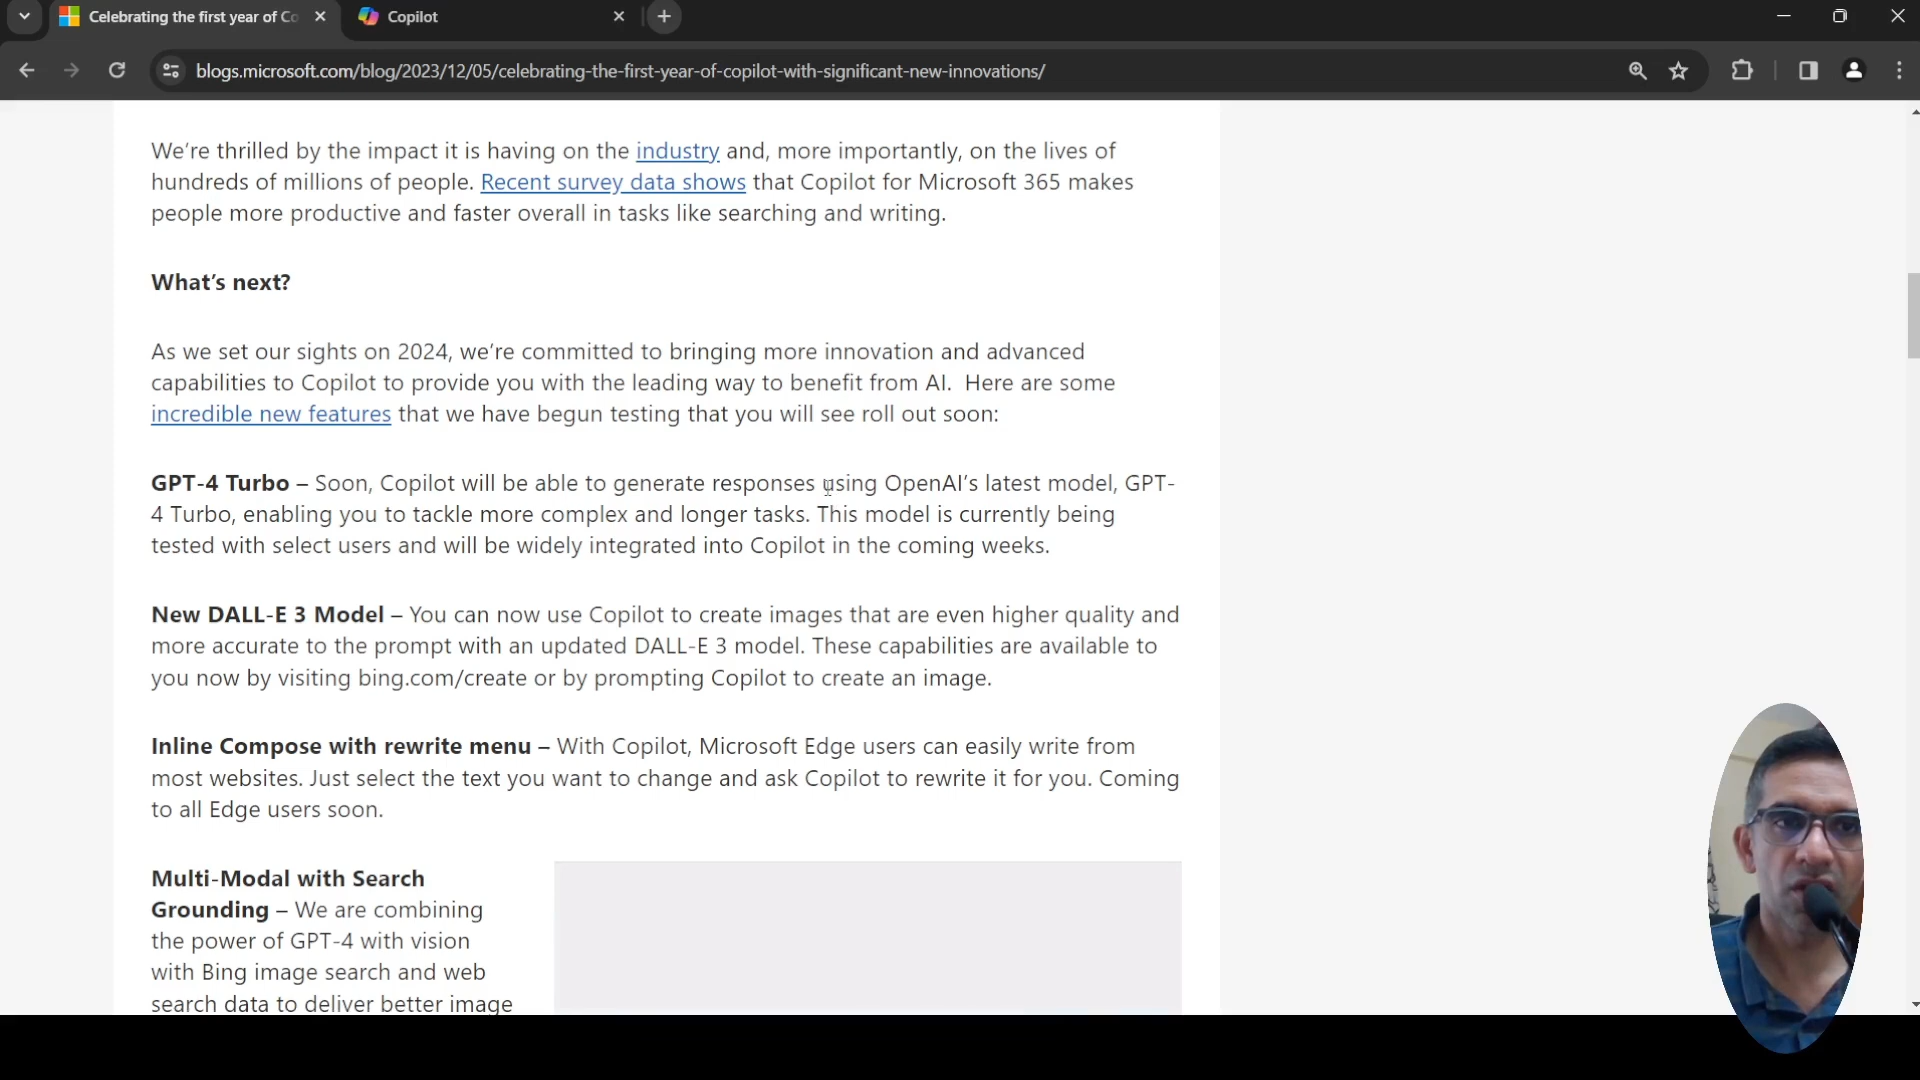 Celebrating the first year of Co
Copilot
blogs.microsoft.com/blog/2023/12/05/celebrating-the-first-year-of-copilot-with-significant-new-innovations/
We’re thrilled by the impact it is having on the industry and, more importantly, on the lives of
hundreds of millions of people. Recent survey data shows that Copilot for Microsoft 365 makes
people more productive and faster overall in tasks like searching and writing.
What’s next?
As we set our sights on 2024, we’re committed to bringing more innovation and advanced
capabilities to Copilot to provide you with the leading way to benefit from AI.  Here are some
incredible new features that we have begun testing that you will see roll out soon:
GPT-4 Turbo – Soon, Copilot will be able to generate responses using OpenAI’s latest model, GPT-
4 Turbo, enabling you to tackle more complex and longer tasks. This model is currently being
tested with select users and will be widely integrated into Copilot in the coming weeks.
New DALL-E 3 Model – You can now use Copilot to create images that are even higher quality and
more accurate to the prompt with an updated DALL-E 3 model. These capabilities are available to
you now by visiting bing.com/create or by prompting Copilot to create an image.
Inline Compose with rewrite menu – With Copilot, Microsoft Edge users can easily write from
most websites. Just select the text you want to change and ask Copilot to rewrite it for you. Coming
to all Edge users soon.
Multi-Modal with Search
Grounding – We are combining
the power of GPT-4 with vision
with Bing image search and web
search data to deliver better image